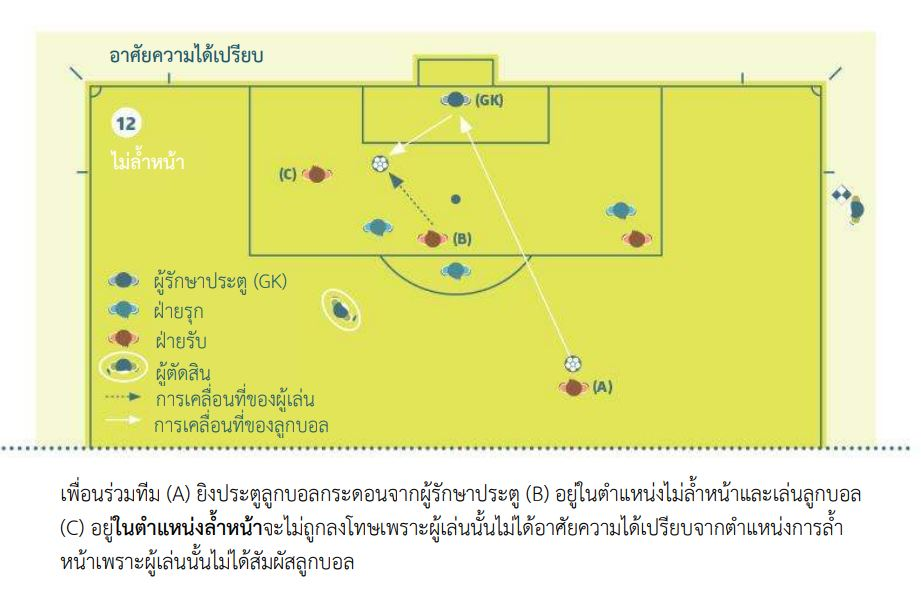 อาศัยความได้เปรียบ
(GK)
12
ไม่ล้ำหน้า
(C)
(B)
ผู้รักษาประตู (GK)
ฝ่ายรุก
ฝ่ายรับ
ผู้ตัดสิน
(A)
การเคลื่อนที่ของผู้เล่น
การเคลื่อนที่ของลูกบอล
เพื่อนร่วมทีม (A) ยิงประตูลูกบอลกระดอนจากผู้รักษาประตู (B) อยู่ในตำแหน่งไม่ล้ำหน้าและเล่นลูกบอล
(C) อยู่ในตำแหน่งล้ำหน้าจะไม่ถูกลงโทษเพราะผู้เล่นนั้นไม่ได้อาศัยความได้เปรียบจากตำแหน่งการล้ำ
หน้าเพราะผู้เล่นนั้นไม่ได้สัมผัสลูกบอล